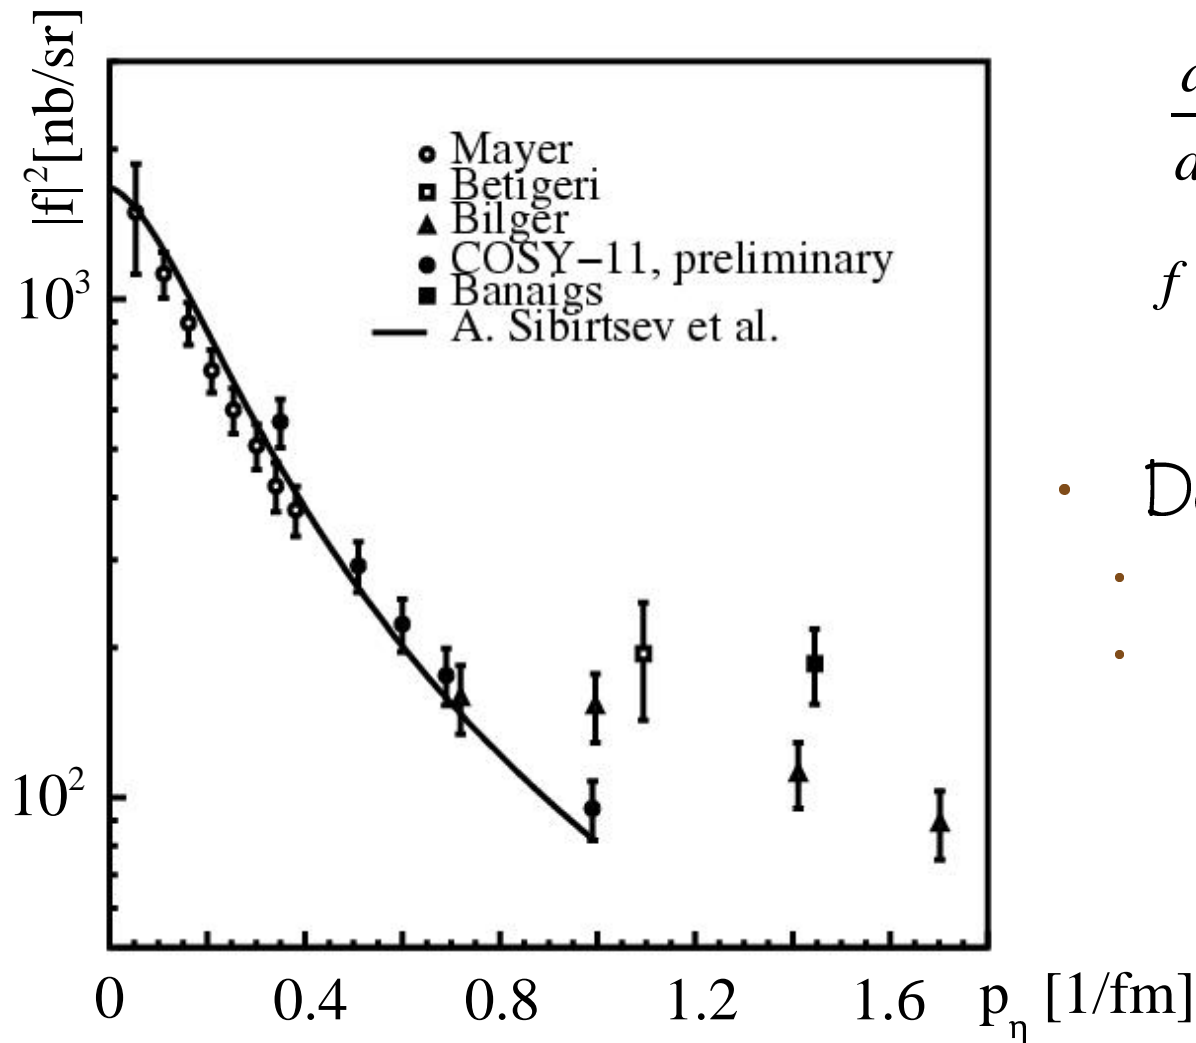 |f|² [nb/sr]
Mayer
Betigeri
Bilger
COSY−11, preliminary
Banaigs
A. Sibirtsev et al.
10³
10²
0 0.4 0.8 1.2 1.6 pη [1/fm]
f